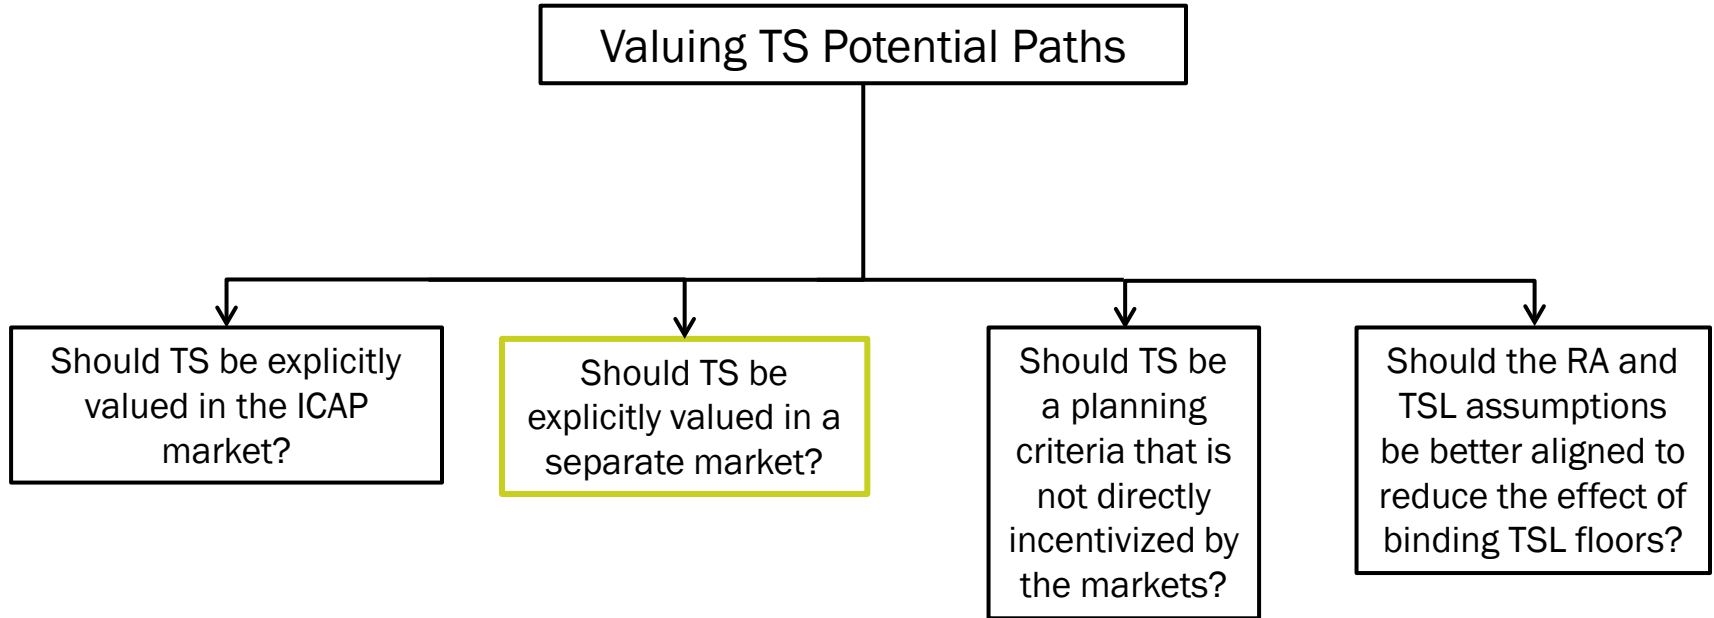 Valuing TS Potential Paths
Should TS be explicitly
valued in the ICAP
market?
Should TS be
explicitly valued in a
separate market?
Should TS be
a planning
criteria that is
not directly
incentivized by
the markets?
Should the RA and
TSL assumptions
be better aligned to
reduce the effect of
binding TSL floors?